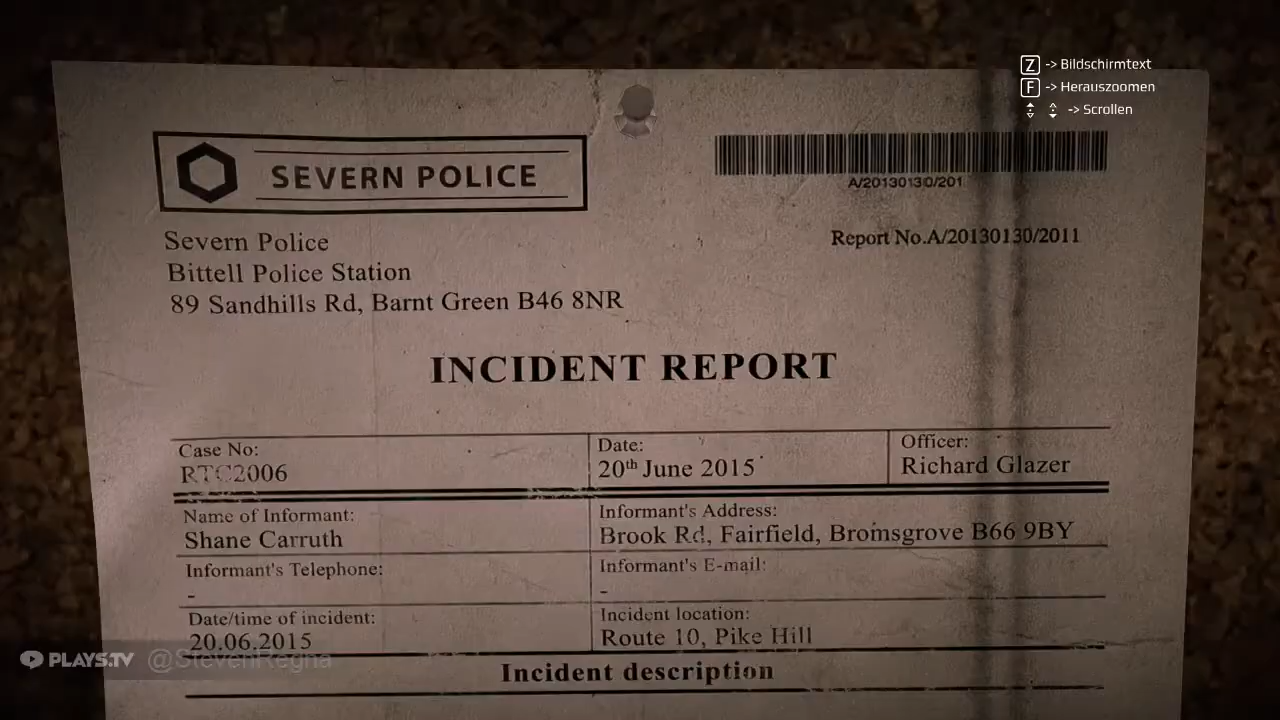 Z -> Bildschirmtext
F -> Herauszoomen
-> Scrollen
SEVERN POLICE
A/20130130/201
Severn Police
Report No.A/20130130/2011
Bittell Police Station
89 Sandhills Rd, Barnt Green B46 8NR
INCIDENT REPORT
Case No:
RTC2006
Date:
20th June 2015
Officer:
Richard Glazer
Name of Informant:
Shane Carruth
Informant's Address:
Brook Rd, Fairfield, Bromsgrove B66 9BY
Informant's Telephone:
-
Informant's E-mail:
-
Date/time of incident:
20.06.2015
Incident location:
Route 10, Pike Hill
PLAYS.TV @StevenRegna
Incident description